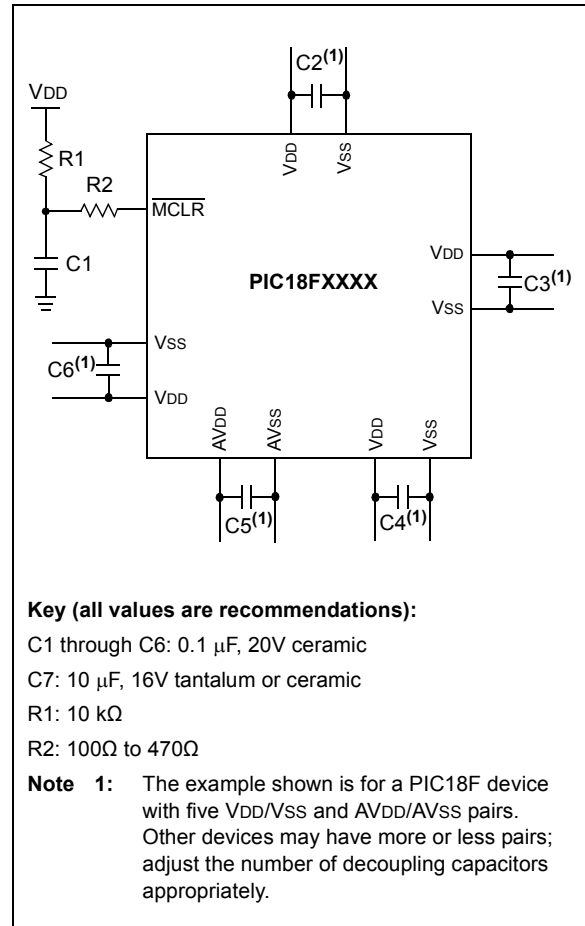 C2(1)
VDD
VDD
VSS
R1
R2
MCLR
C1
VDD
PIC18FXXXX
C3(1)
VSS
VSS
C6(1)
VDD
AVDD
AVSS
VDD
VSS
C5(1)
C4(1)
Key (all values are recommendations):
C1 through C6: 0.1 μF, 20V ceramic
C7: 10 μF, 16V tantalum or ceramic
R1: 10 kΩ
R2: 100Ω to 470Ω
Note 1: The example shown is for a PIC18F device
with five VDD/VSS and AVDD/AVSS pairs.
Other devices may have more or less pairs;
adjust the number of decoupling capacitors
appropriately.